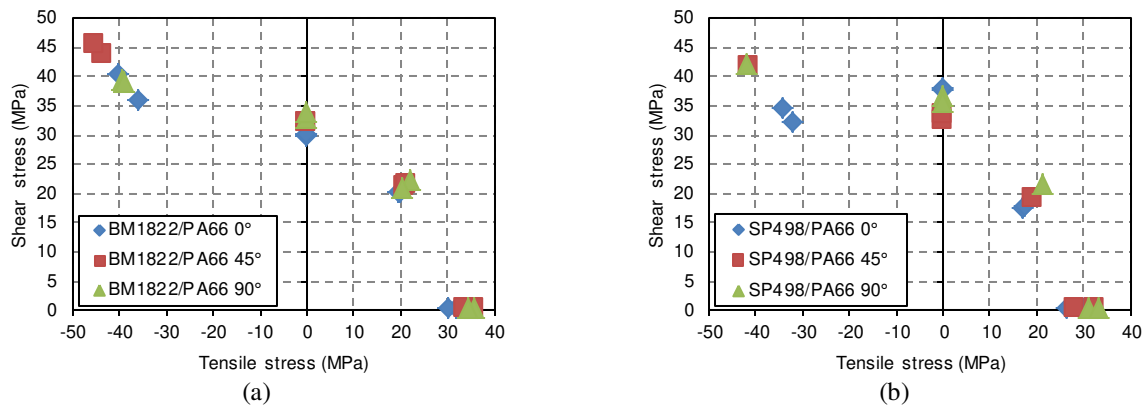 50
45
40
35
30
25
20
15
10
5
0
Shear stress (MPa)
BM1822/PA66 0°
BM1822/PA66 45°
BM1822/PA66 90°
-50 -40 -30 -20 -10 0 10 20 30 40
Tensile stress (MPa)
(a)
50
45
40
35
30
25
20
15
10
5
0
Shear stress (MPa)
SP498/PA66 0°
SP498/PA66 45°
SP498/PA66 90°
-50 -40 -30 -20 -10 0 10 20 30 40
Tensile stress (MPa)
(b)